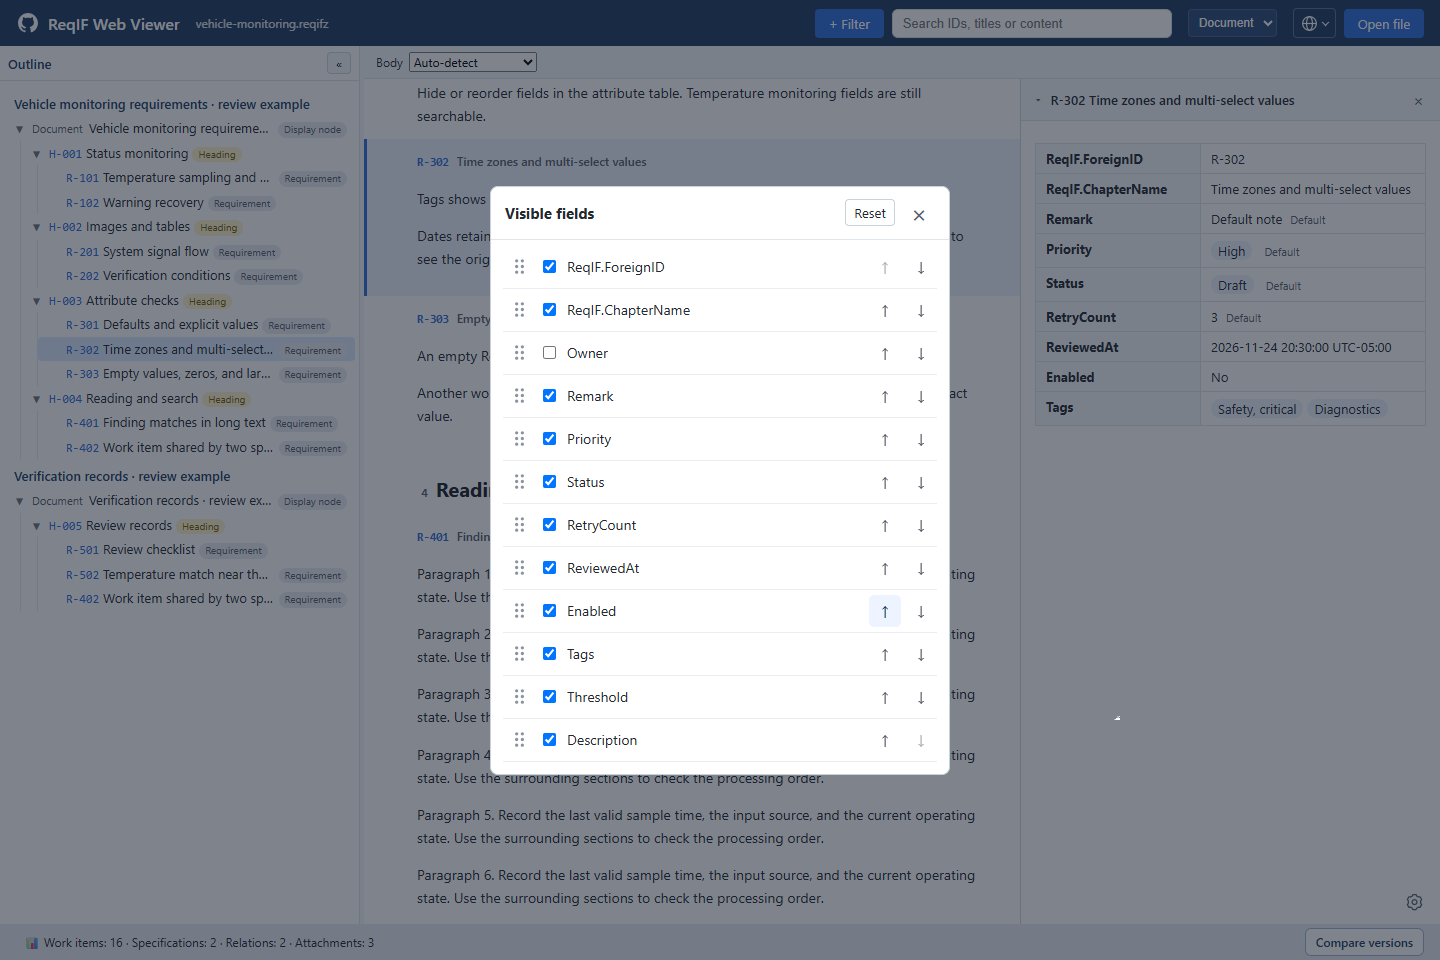 ReqIF Web Viewer
vehicle-monitoring.reqifz
+ Filter
Search IDs, titles or content
Document
Open file
Outline
«
Body
Auto-detect
Vehicle monitoring requirements · review example
Document Vehicle monitoring requireme... Display node
H-001 Status monitoring Heading
R-101 Temperature sampling and ... Requirement
R-102 Warning recovery Requirement
H-002 Images and tables Heading
R-201 System signal flow Requirement
R-202 Verification conditions Requirement
H-003 Attribute checks Heading
R-301 Defaults and explicit values Requirement
R-302 Time zones and multi-select... Requirement
R-303 Empty values, zeros, and lar... Requirement
H-004 Reading and search Heading
R-401 Finding matches in long text Requirement
R-402 Work item shared by two sp... Requirement
Verification records · review example
Document Verification records · review ex... Display node
H-005 Review records Heading
R-501 Review checklist Requirement
R-502 Temperature match near th... Requirement
R-402 Work item shared by two sp... Requirement
Hide or reorder fields in the attribute table. Temperature monitoring fields are still
searchable.
R-302 Time zones and multi-select values
Tags shows
Dates retain to
see the orig
R-303 Empty
An empty R
Another wo act
value.
4 Readi
R-401 Findin
Paragraph 1 ting
state. Use th
Paragraph 2 ting
state. Use th
Paragraph 3 ting
state. Use th
Paragraph 4 ting
state. Use the surrounding sections to check the processing order.
Paragraph 5. Record the last valid sample time, the input source, and the current operating
state. Use the surrounding sections to check the processing order.
Paragraph 6. Record the last valid sample time, the input source, and the current operating
state. Use the surrounding sections to check the processing order.
Visible fields
Reset
×
ReqIF.ForeignID ↑ ↓
ReqIF.ChapterName ↑ ↓
Owner ↑ ↓
Remark ↑ ↓
Priority ↑ ↓
Status ↑ ↓
RetryCount ↑ ↓
ReviewedAt ↑ ↓
Enabled ↑ ↓
Tags ↑ ↓
Threshold ↑ ↓
Description ↑ ↓
R-302 Time zones and multi-select values ×
ReqIF.ForeignID R-302
ReqIF.ChapterName Time zones and multi-select values
Remark Default note Default
Priority High Default
Status Draft Default
RetryCount 3 Default
ReviewedAt 2026-11-24 20:30:00 UTC-05:00
Enabled No
Tags Safety, critical Diagnostics
Work items: 16 · Specifications: 2 · Relations: 2 · Attachments: 3
Compare versions